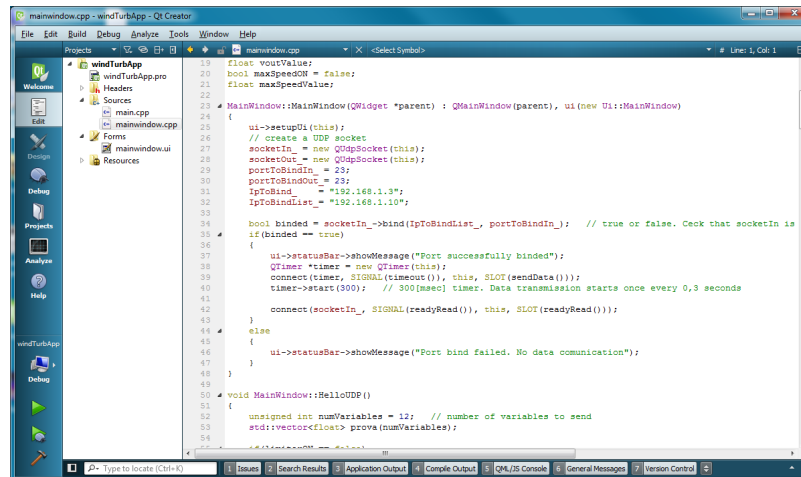 mainwindow.cpp - windTurbApp - Qt Creator
File Edit Build Debug Analyze Tools Window Help
Projects mainwindow.cpp <Select Symbol> # Line: 1, Col: 1
Welcome
Edit
Design
Debug
Projects
Analyze
Help
windTurbApp
Debug
windTurbApp
windTurbApp.pro
Headers
Sources
main.cpp
mainwindow.cpp
Forms
mainwindow.ui
Resources
19 float voutValue;
20 bool maxSpeedON = false;
21 float maxSpeedValue;
22
23 MainWindow::MainWindow(QWidget *parent) : QMainWindow(parent), ui(new Ui::MainWindow)
24 {
25 ui->setupUi(this);
26 // create a UDP socket
27 socketIn_ = new QUdpSocket(this);
28 socketOut_ = new QUdpSocket(this);
29 portToBindIn_ = 23;
30 portToBindOut_ = 23;
31 IpToBind_ = "192.168.1.3";
32 IpToBindList_ = "192.168.1.10";
33
34 bool binded = socketIn_->bind(IpToBindList_, portToBindIn_); // true or false. Ceck that socketIn is
35 if(binded == true)
36 {
37 ui->statusBar->showMessage("Port successfully binded");
38 QTimer *timer = new QTimer(this);
39 connect(timer, SIGNAL(timeout()), this, SLOT(sendData()));
40 timer->start(300); // 300[msec] timer. Data transmission starts once every 0,3 seconds
41
42 connect(socketIn_, SIGNAL(readyRead()), this, SLOT(readyRead()));
43 }
44 else
45 {
46 ui->statusBar->showMessage("Port bind failed. No data comunication");
47 }
48 }
49
50 void MainWindow::HelloUDP()
51 {
52 unsigned int numVariables = 12; // number of variables to send
53 std::vector<float> prova(numVariables);
54
Type to locate (Ctrl+K) 1 Issues 2 Search Results 3 Application Output 4 Compile Output 5 QML/JS Console 6 General Messages 7 Version Control